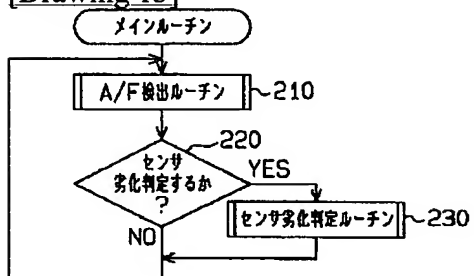 メインルーチン
A/F検出ルーチン
210
220
センサ
劣化判定するか
?
YES
センサ劣化判定ルーチン
230
NO